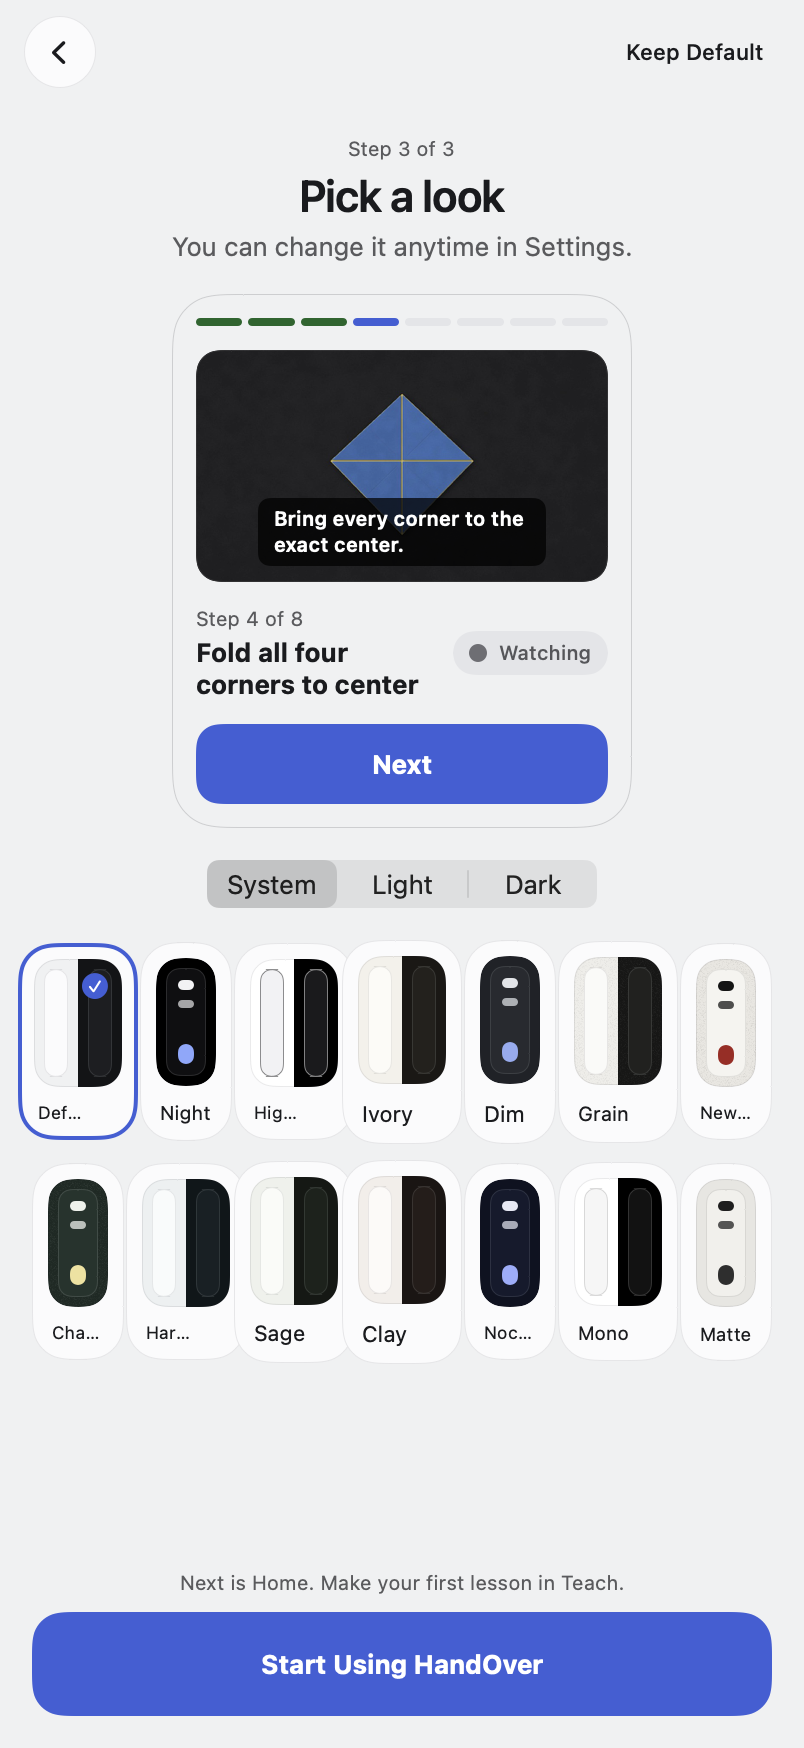 Keep Default
Step 3 of 3
Pick a look
You can change it anytime in Settings.
Bring every corner to the
exact center.
Step 4 of 8
Fold all four
corners to center
Watching
Next
System Light Dark
Def... Night Hig... Ivory Dim Grain New...
Cha... Har... Sage Clay Noc... Mono Matte
Next is Home. Make your first lesson in Teach.
Start Using HandOver